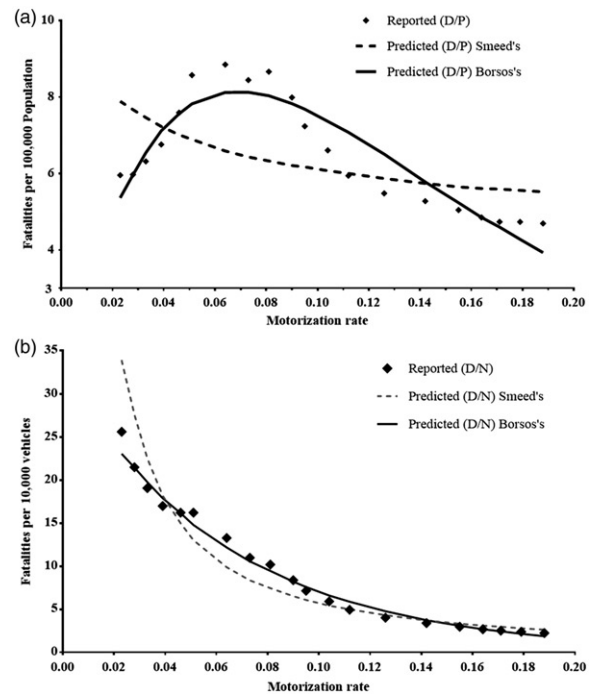 (a)
10
8
6
4
3
Fatalities per 100,000 Population
Reported (D/P)
Predicted (D/P) Smeed's
Predicted (D/P) Borsos's
0.00 0.02 0.04 0.06 0.08 0.10 0.12 0.14 0.16 0.18 0.20
Motorization rate
(b)
35
30
25
20
15
10
5
0
Fatalities per 10,000 vehicles
Reported (D/N)
Predicted (D/N) Smeed's
Predicted (D/N) Borsos's
0.00 0.02 0.04 0.06 0.08 0.10 0.12 0.14 0.16 0.18 0.20
Motorization rate